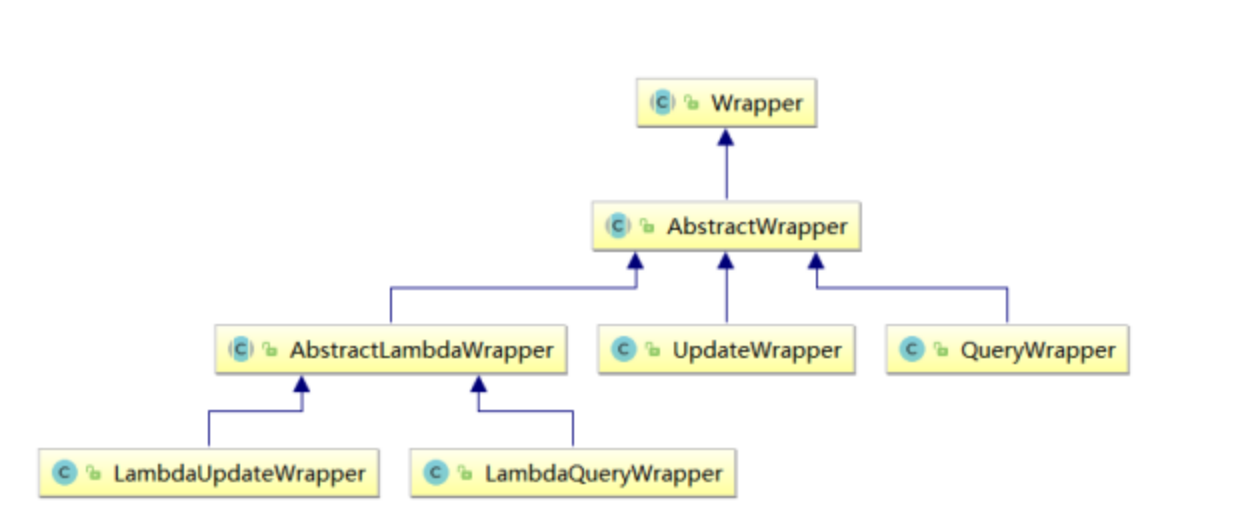 C Wrapper
C AbstractWrapper
C AbstractLambdaWrapper
C UpdateWrapper
C QueryWrapper
C LambdaUpdateWrapper
C LambdaQueryWrapper